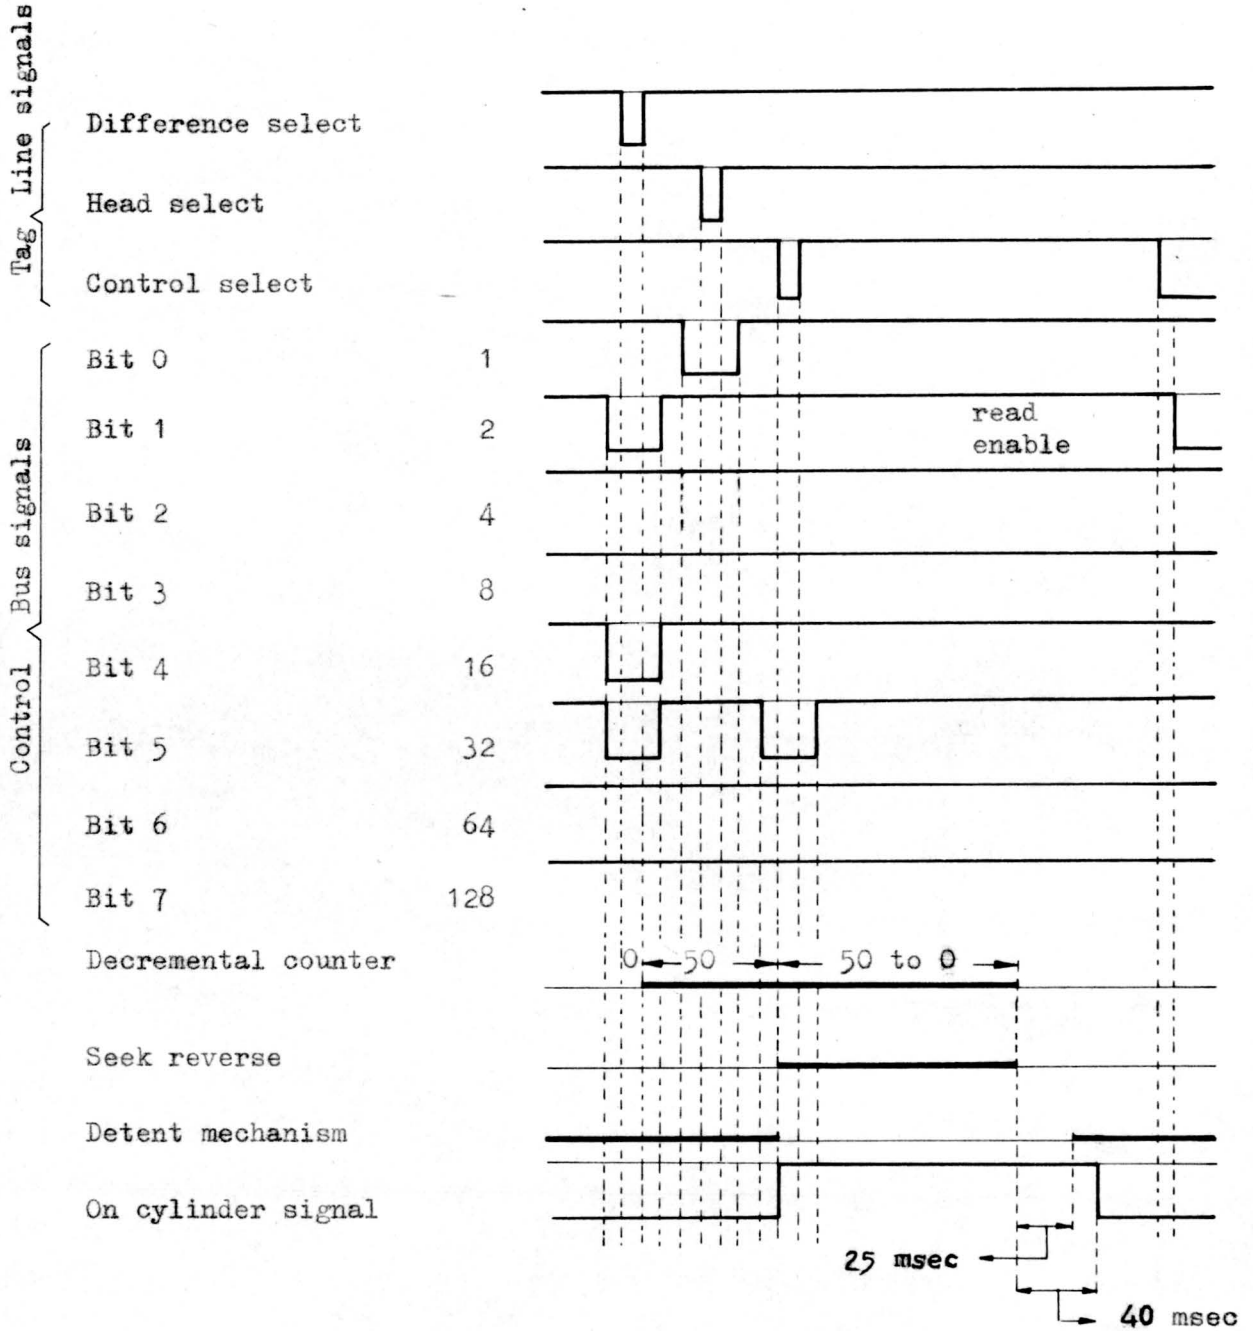 Tag Line signals
Difference select
Head select
Control select
Control Bus signals
Bit 0 1
Bit 1 2
read
enable
Bit 2 4
Bit 3 8
Bit 4 16
Bit 5 32
Bit 6 64
Bit 7 128
Decremental counter 0 50 50 to 0
Seek reverse
Detent mechanism
On cylinder signal
25 msec
40 msec